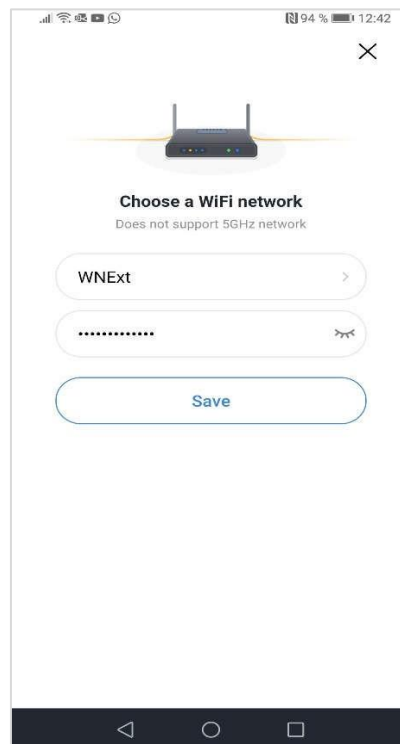 94 % 12:42
Choose a WiFi network
Does not support 5GHz network
WNExt
•••••••••••••
Save